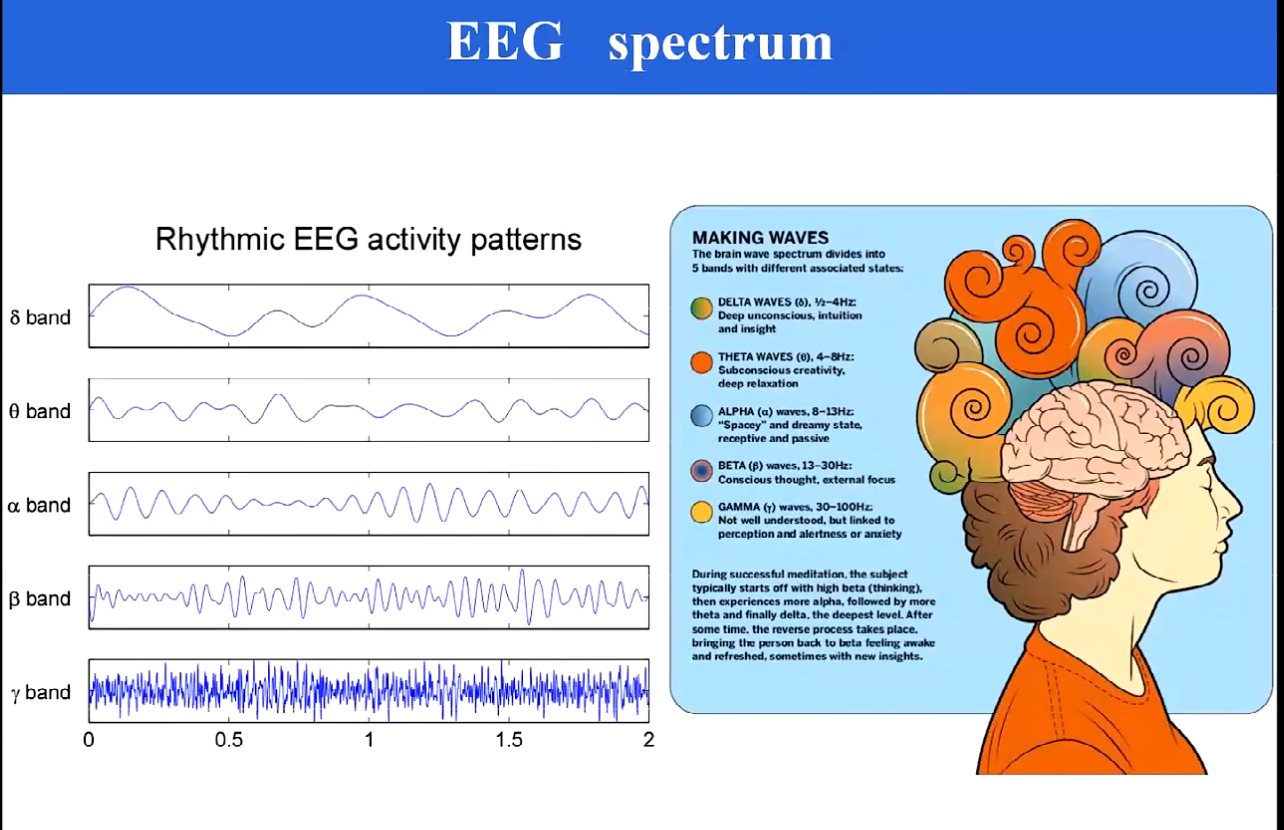 EEG spectrum
Rhythmic EEG activity patterns
δ band
θ band
α band
β band
γ band
0 0.5 1 1.5 2
MAKING WAVES
The brain wave spectrum divides into
5 bands with different associated states:
DELTA WAVES (δ), ½–4Hz:
Deep unconscious, intuition
and insight
THETA WAVES (θ), 4–8Hz:
Subconscious creativity,
deep relaxation
ALPHA (α) waves, 8–13Hz:
“Spacey” and dreamy state,
receptive and passive
BETA (β) waves, 13–30Hz:
Conscious thought, external focus
GAMMA (γ) waves, 30–100Hz:
Not well understood, but linked to
perception and alertness or anxiety
During successful meditation, the subject
typically starts off with high beta (thinking),
then experiences more alpha, followed by more
theta and finally delta, the deepest level. After
some time, the reverse process takes place,
bringing the person back to beta feeling awake
and refreshed, sometimes with new insights.